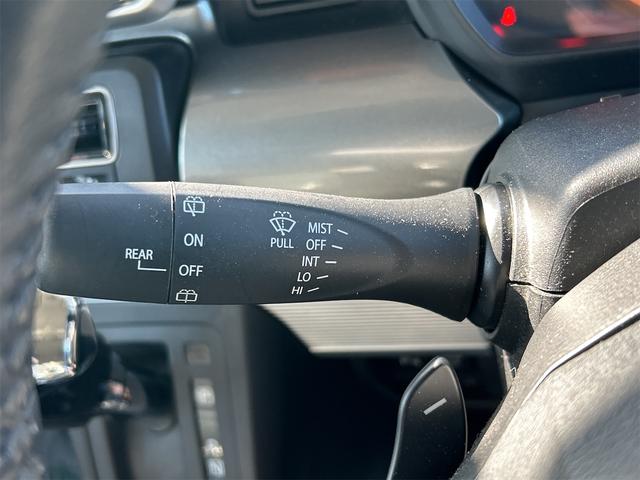 REAR
ON
OFF
PULL
MIST
OFF
INT
LO
HI